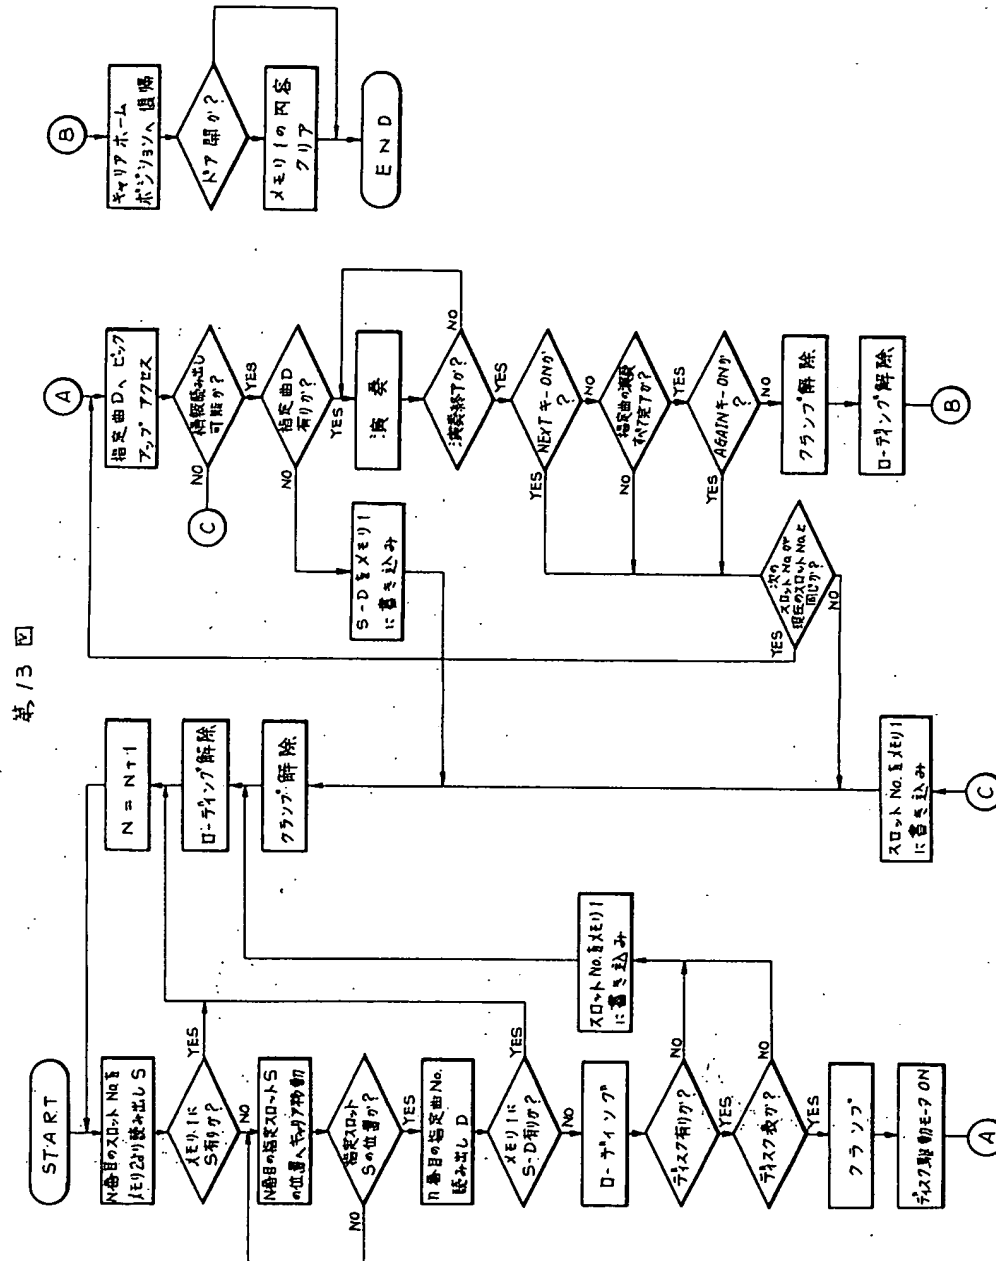 第13図
START
N番目のスロットNo.を
メモリ2より読み出し S
メモリ1に
S有りか?
YES
NO
N番目の指定スロットS
の位置へキャリア移動
指定スロット
Sの位置か?
NO
YES
n番目の指定曲No.
読み出し D
メモリ1に
S-D有りか?
YES
NO
ローディング
ディスク有りか?
NO
YES
ディスク表か?
NO
YES
クランプ
ディスク駆動モータON
A
スロットNo.をメモリ1
に書き込み
N=N+1
ローディング解除
クランプ解除
スロットNo.をメモリ1
に書き込み
C
A
指定曲D、ピック
アップ アクセス
情報読み出し
可能か?
NO
YES
C
指定曲D
有りか?
NO
YES
S-Dをメモリ1
に書き込み
演奏
演奏終了か?
NO
YES
NEXTキーONか
?
YES
NO
指定曲の演奏
すべて完了か?
NO
YES
AGAINキーONか
?
YES
NO
次の
スロットNo.が
現在のスロットNo.と
同じか?
YES
NO
クランプ解除
ローディング解除
B
B
キャリアホーム
ポジションへ復帰
ドア開か?
メモリ1の内容
クリア
END